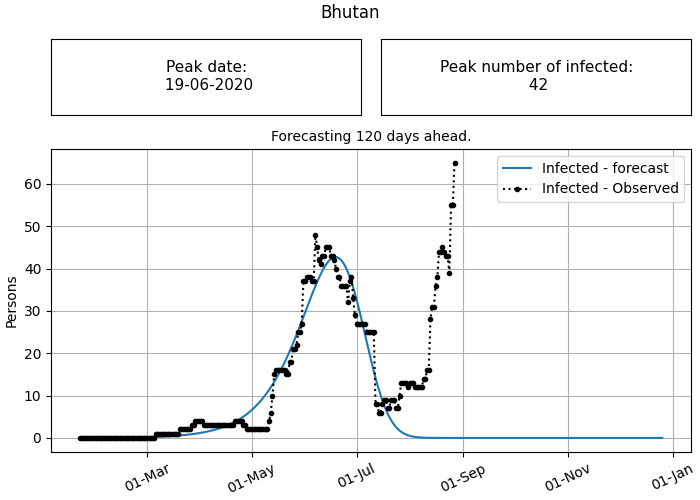 Bhutan
Peak date:
19-06-2020
Peak number of infected:
42
Forecasting 120 days ahead.
Infected - forecast
Infected - Observed
Persons
60
50
40
30
20
10
0
01-Mar
01-May
01-Jul
01-Sep
01-Nov
01-Jan